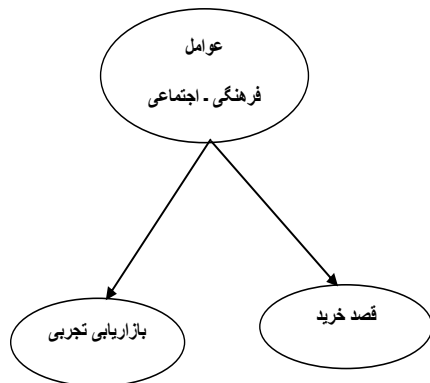 عوامل
فرهنگی ـ اجتماعی
قصد خرید
بازاریابی تجربی